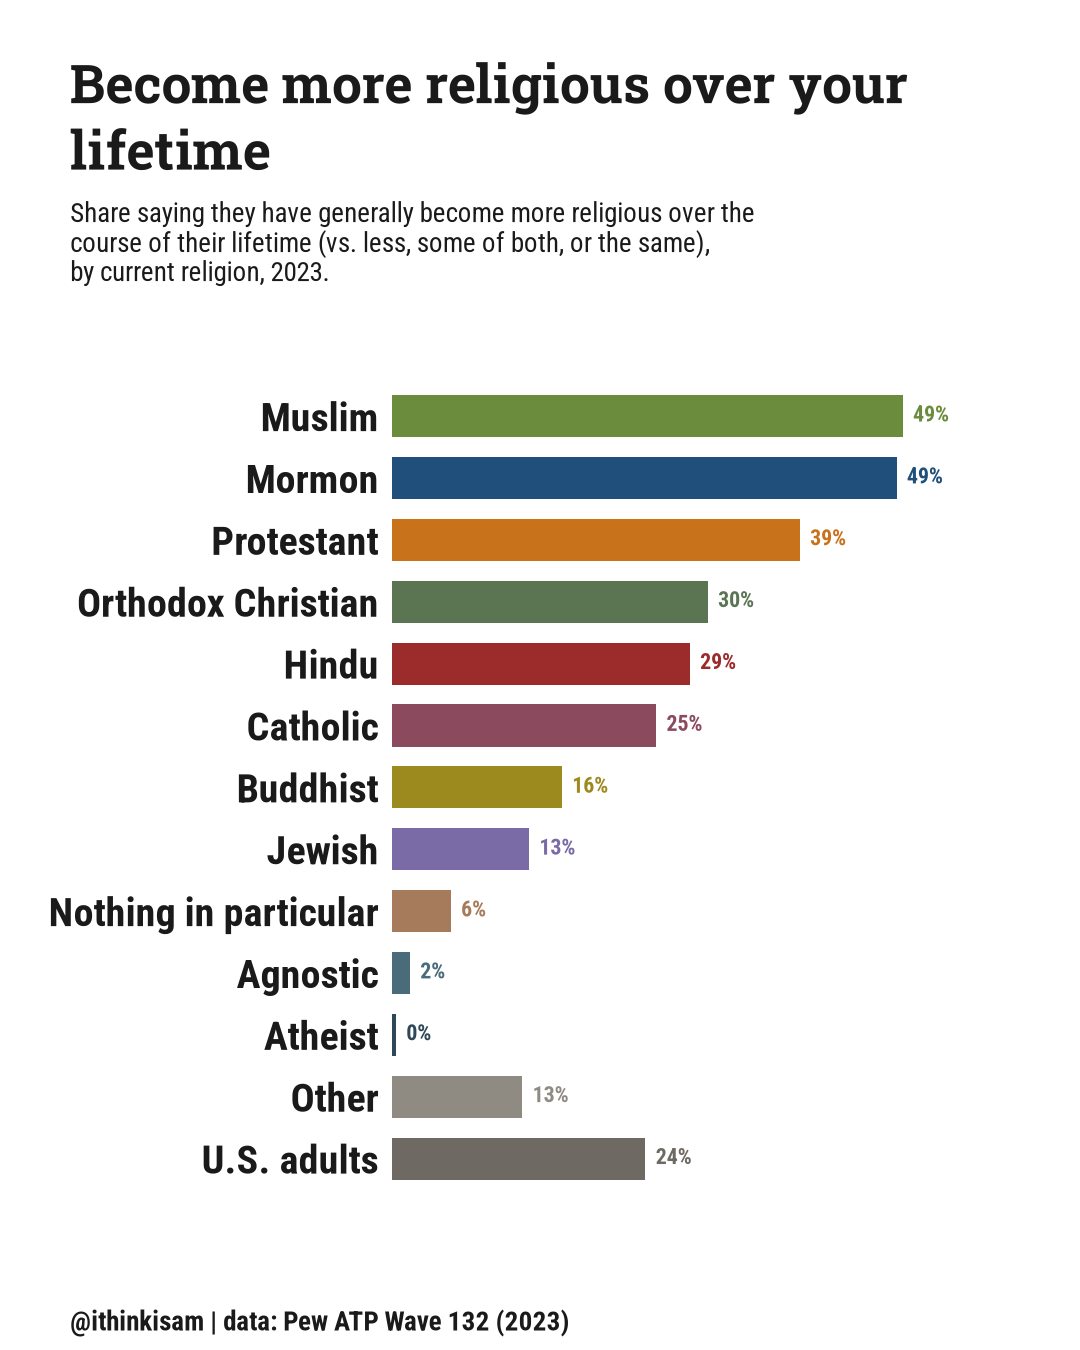 Become more religious over your
lifetime
Share saying they have generally become more religious over the
course of their lifetime (vs. less, some of both, or the same),
by current religion, 2023.
Muslim 49%
Mormon 49%
Protestant 39%
Orthodox Christian 30%
Hindu 29%
Catholic 25%
Buddhist 16%
Jewish 13%
Nothing in particular 6%
Agnostic 2%
Atheist 0%
Other 13%
U.S. adults 24%
@ithinkisam | data: Pew ATP Wave 132 (2023)